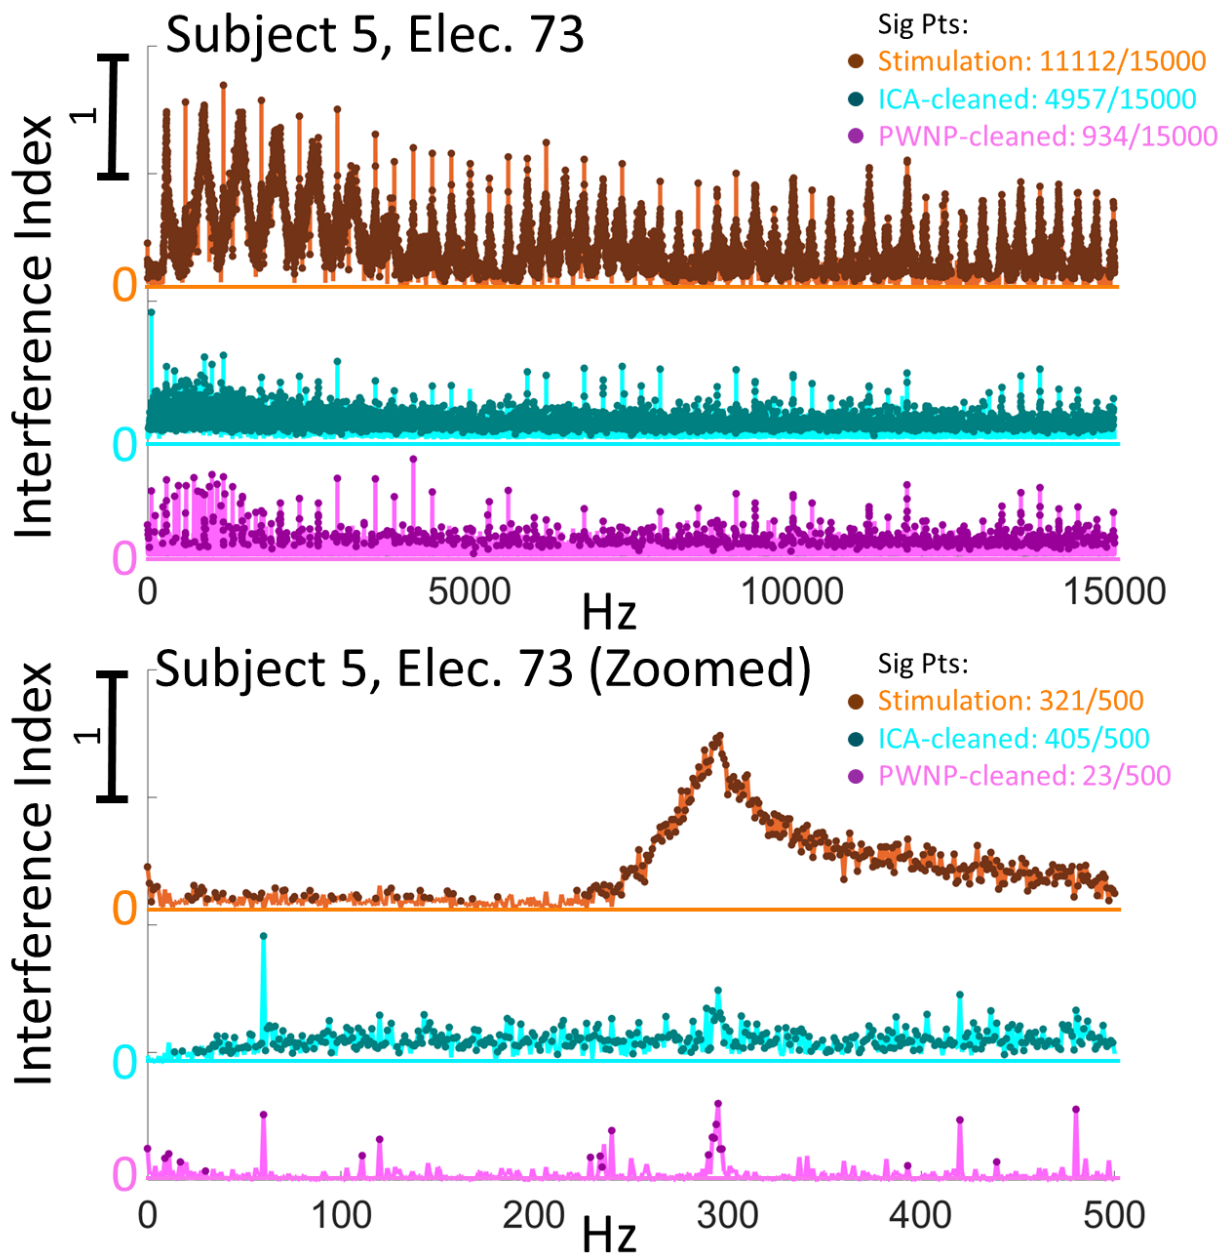 Subject 5, Elec. 73
Sig Pts:
Stimulation: 11112/15000
ICA-cleaned: 4957/15000
PWNP-cleaned: 934/15000
1
Interference Index
0
0
0
0
5000
10000
15000
Hz
Subject 5, Elec. 73 (Zoomed)
Sig Pts:
Stimulation: 321/500
ICA-cleaned: 405/500
PWNP-cleaned: 23/500
1
Interference Index
0
0
0
0
100
200
300
400
500
Hz